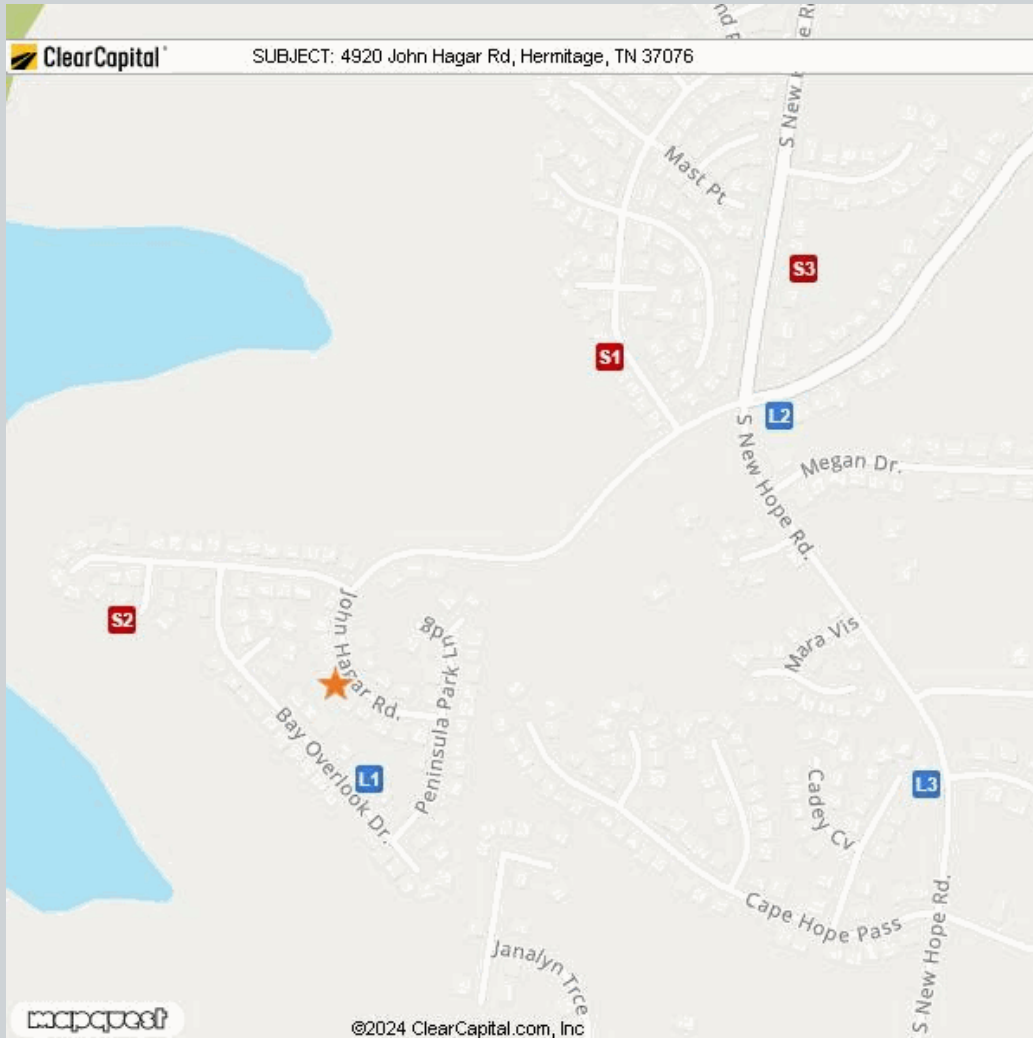 ClearCapital
SUBJECT: 4920 John Hagar Rd, Hermitage, TN 37076
S New
Mast Pt
S3
S1
L2
S New Hope Rd.
Megan Dr.
John Hagar Rd.
Lndg
Peninsula Park
S2
Mara Vis
Bay Overlook Dr.
L1
Cadey Cv
L3
Cape Hope Pass
S New Hope Rd.
Janalyn Trce
mapquest
©2024 ClearCapital.com, Inc